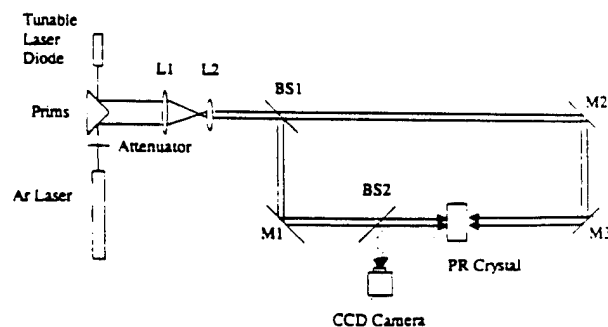 Tunable
Laser
Diode
L1
L2
BS1
M2
Prims
Attenuator
Ar Laser
BS2
M1
M3
PR Crystal
CCD Camera